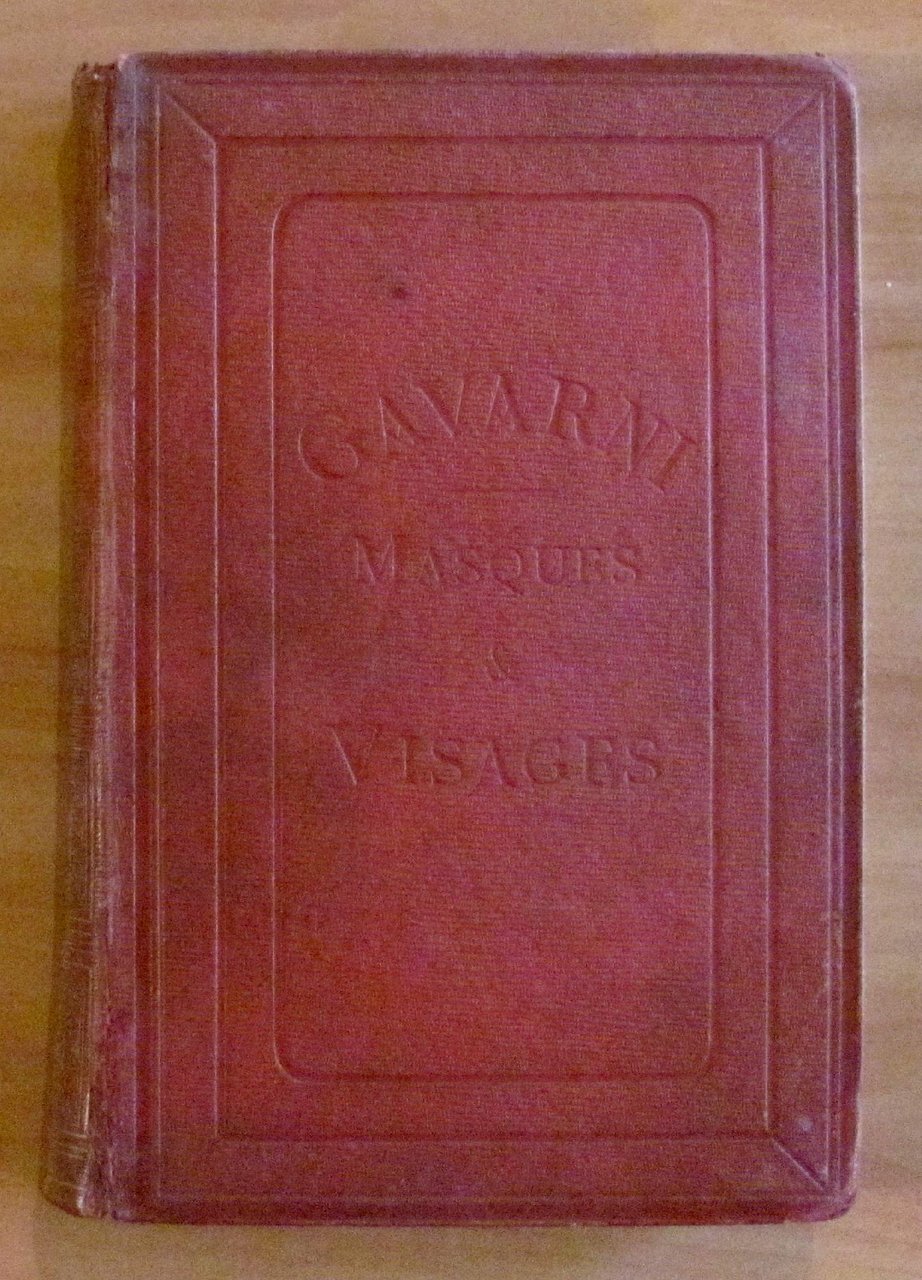 GAVARNI
MASQUES
&
VISAGES